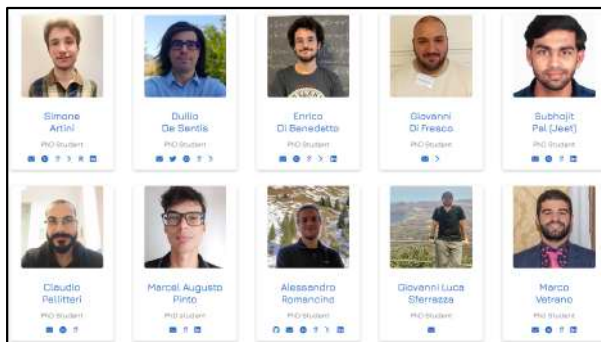 Simone
Artini
PhD Student
Duilio
De Santis
PhD Student
Enrico
Di Benedetto
PhD Student
Giovanni
Di Fresco
PhD Student
Subhajit
Pal (Jeet)
PhD Student
Claudio
Pellitteri
PhD Student
Marcel Augusto
Pinto
PhD student
Alessandro
Romancino
PhD Student
Giovanni Luca
Sferrazza
PhD Student
Marco
Vetrano
PhD Student